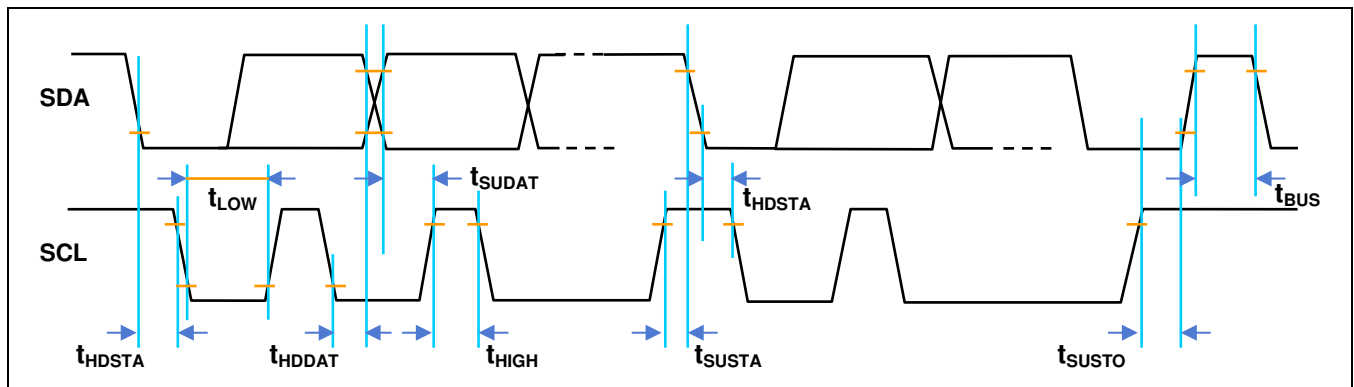 SDA
tSUDAT
tLOW
tHDSTA
tBUS
SCL
tHDSTA
tHDDAT
tHIGH
tSUSTA
tSUSTO